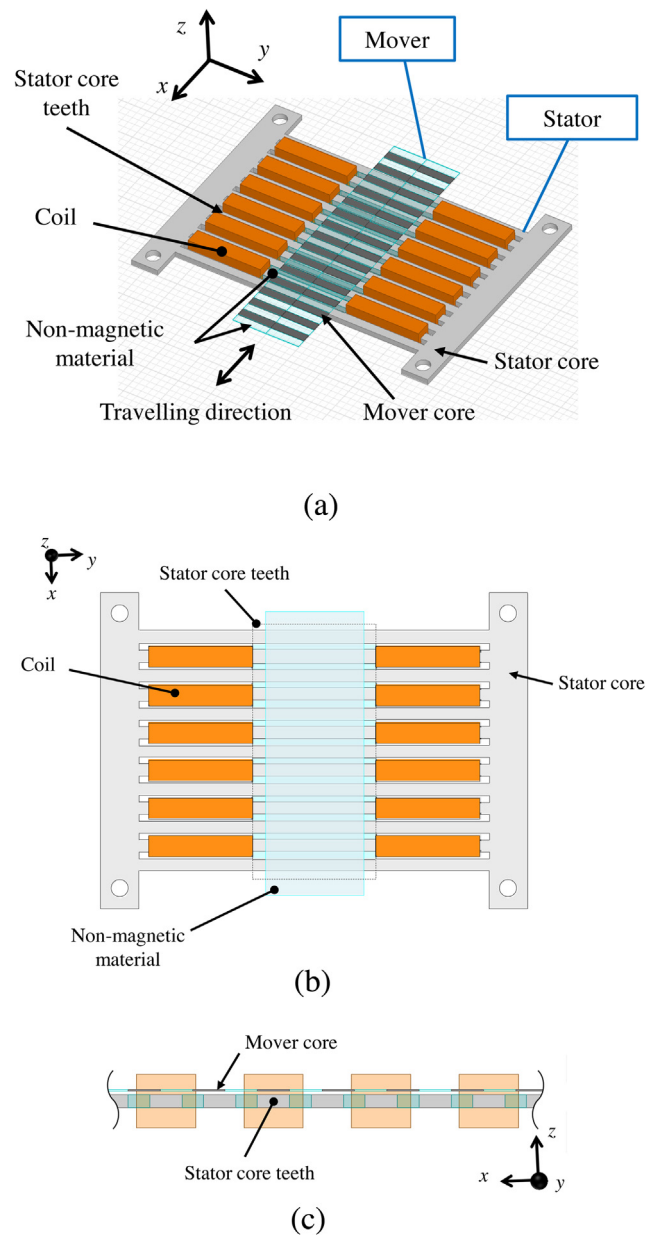 Mover
z
y
x
Stator core
teeth
Stator
Coil
Non-magnetic
material
Stator core
Travelling direction
Mover core
(a)
z
y
x
Stator core teeth
Coil
Stator core
Non-magnetic
material
(b)
Mover core
Stator core teeth
z
x
y
(c)